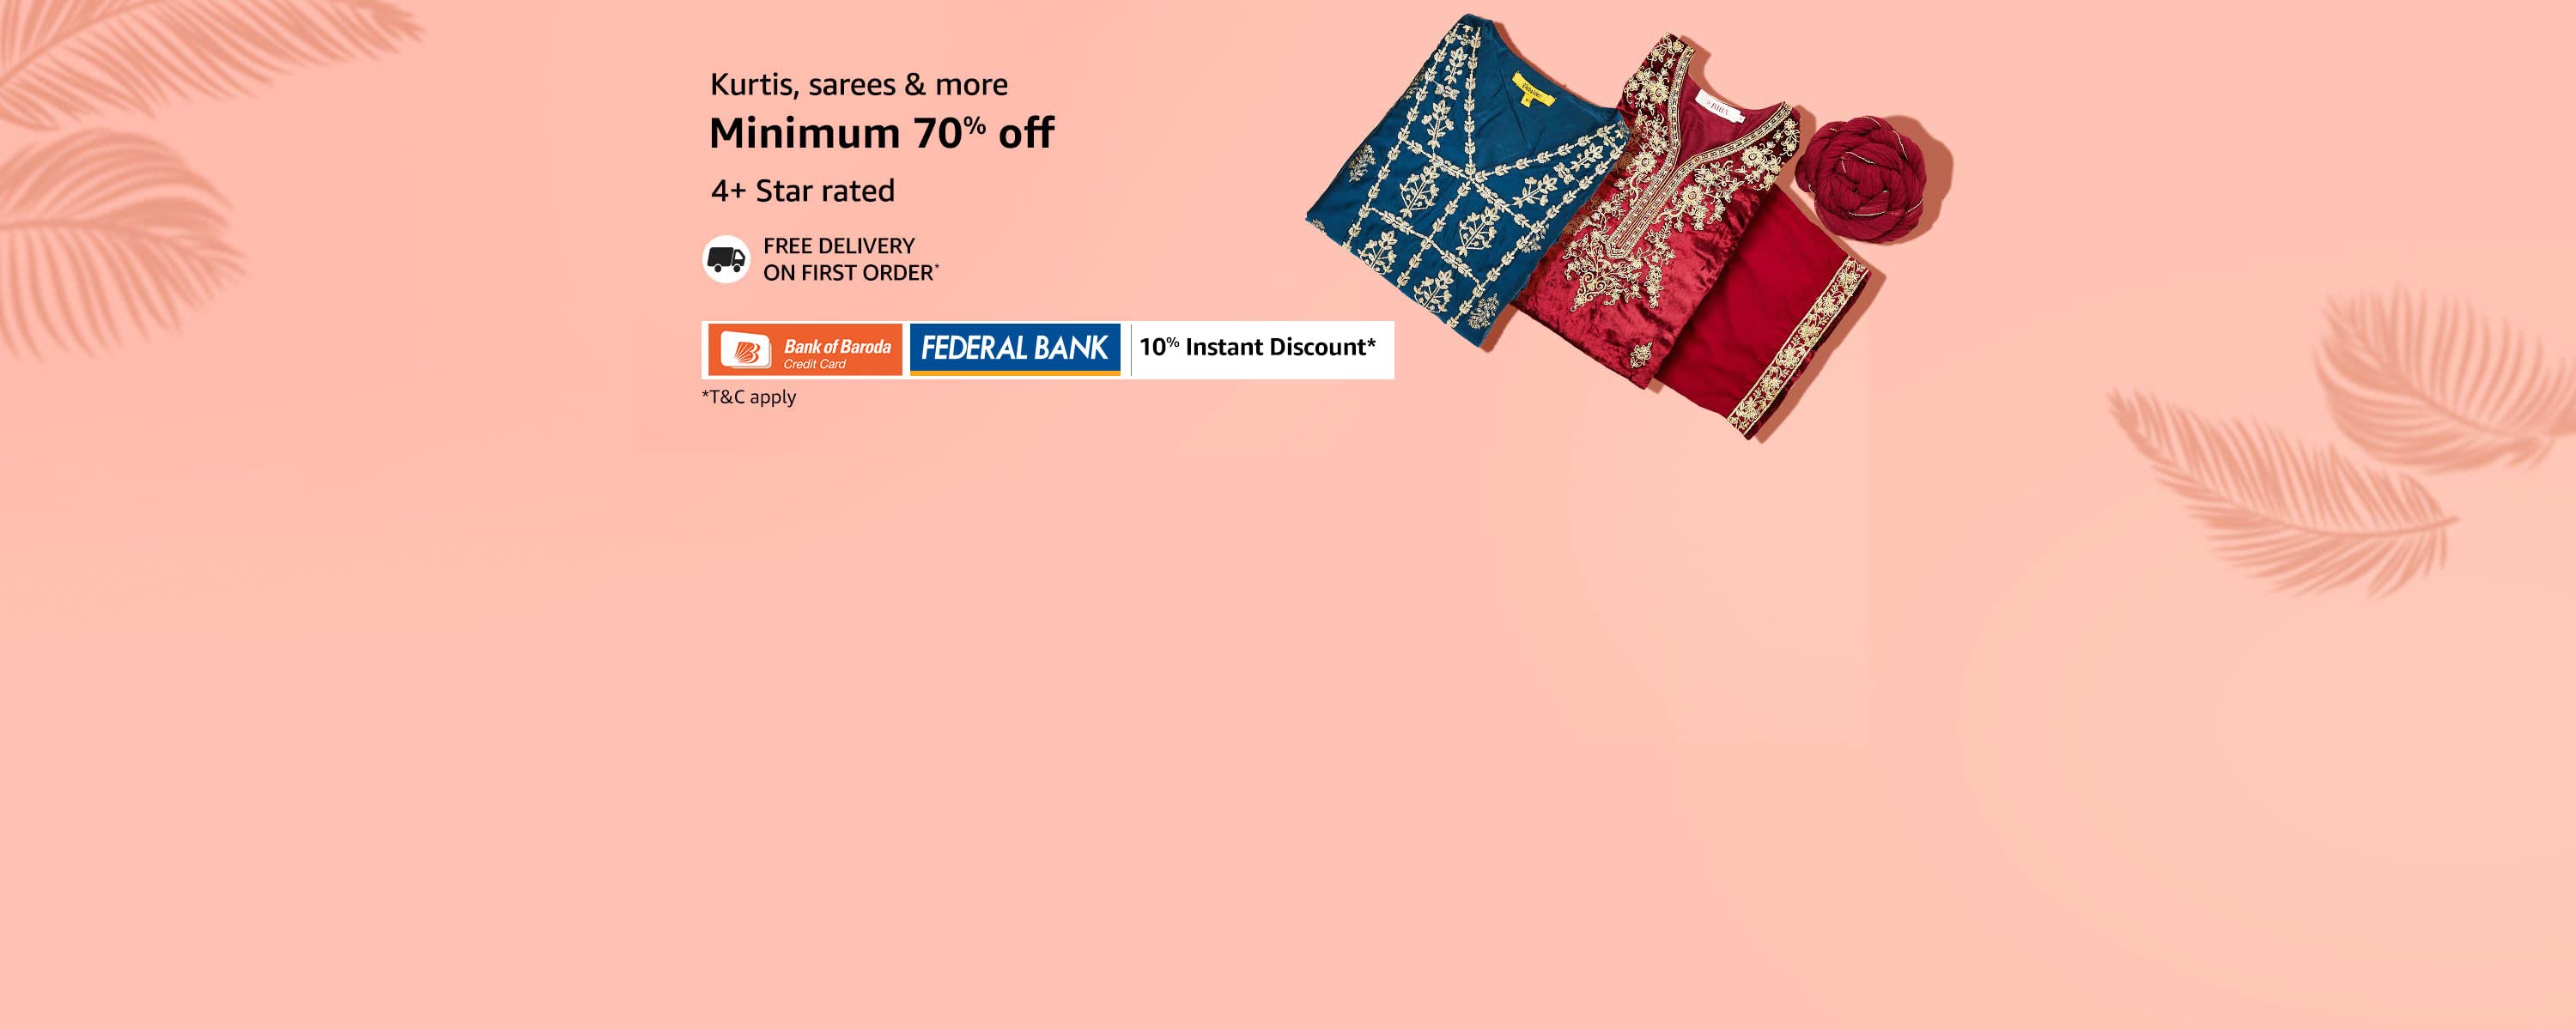 Kurtis, sarees & more
Minimum 70% off
4+ Star rated
FREE DELIVERY
ON FIRST ORDER*
Bank of Baroda
Credit Card
FEDERAL BANK
10% Instant Discount*
*T&C apply
BIBA